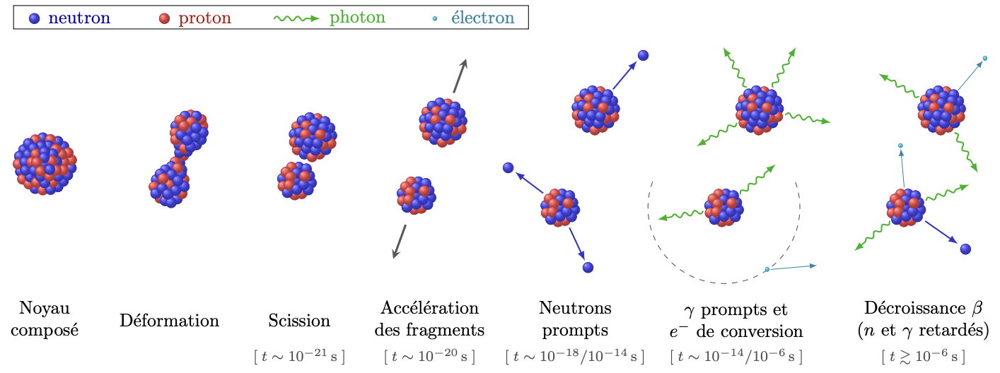 neutron proton photon électron
Noyau
composé
Déformation
Scission
[ t ∼ 10⁻²¹ s ]
Accélération
des fragments
[ t ∼ 10⁻²⁰ s ]
Neutrons
prompts
[ t ∼ 10⁻¹⁸/10⁻¹⁴ s ]
γ prompts et
e⁻ de conversion
[ t ∼ 10⁻¹⁴/10⁻⁶ s ]
Décroissance β
(n et γ retardés)
[ t ≳ 10⁻⁶ s ]